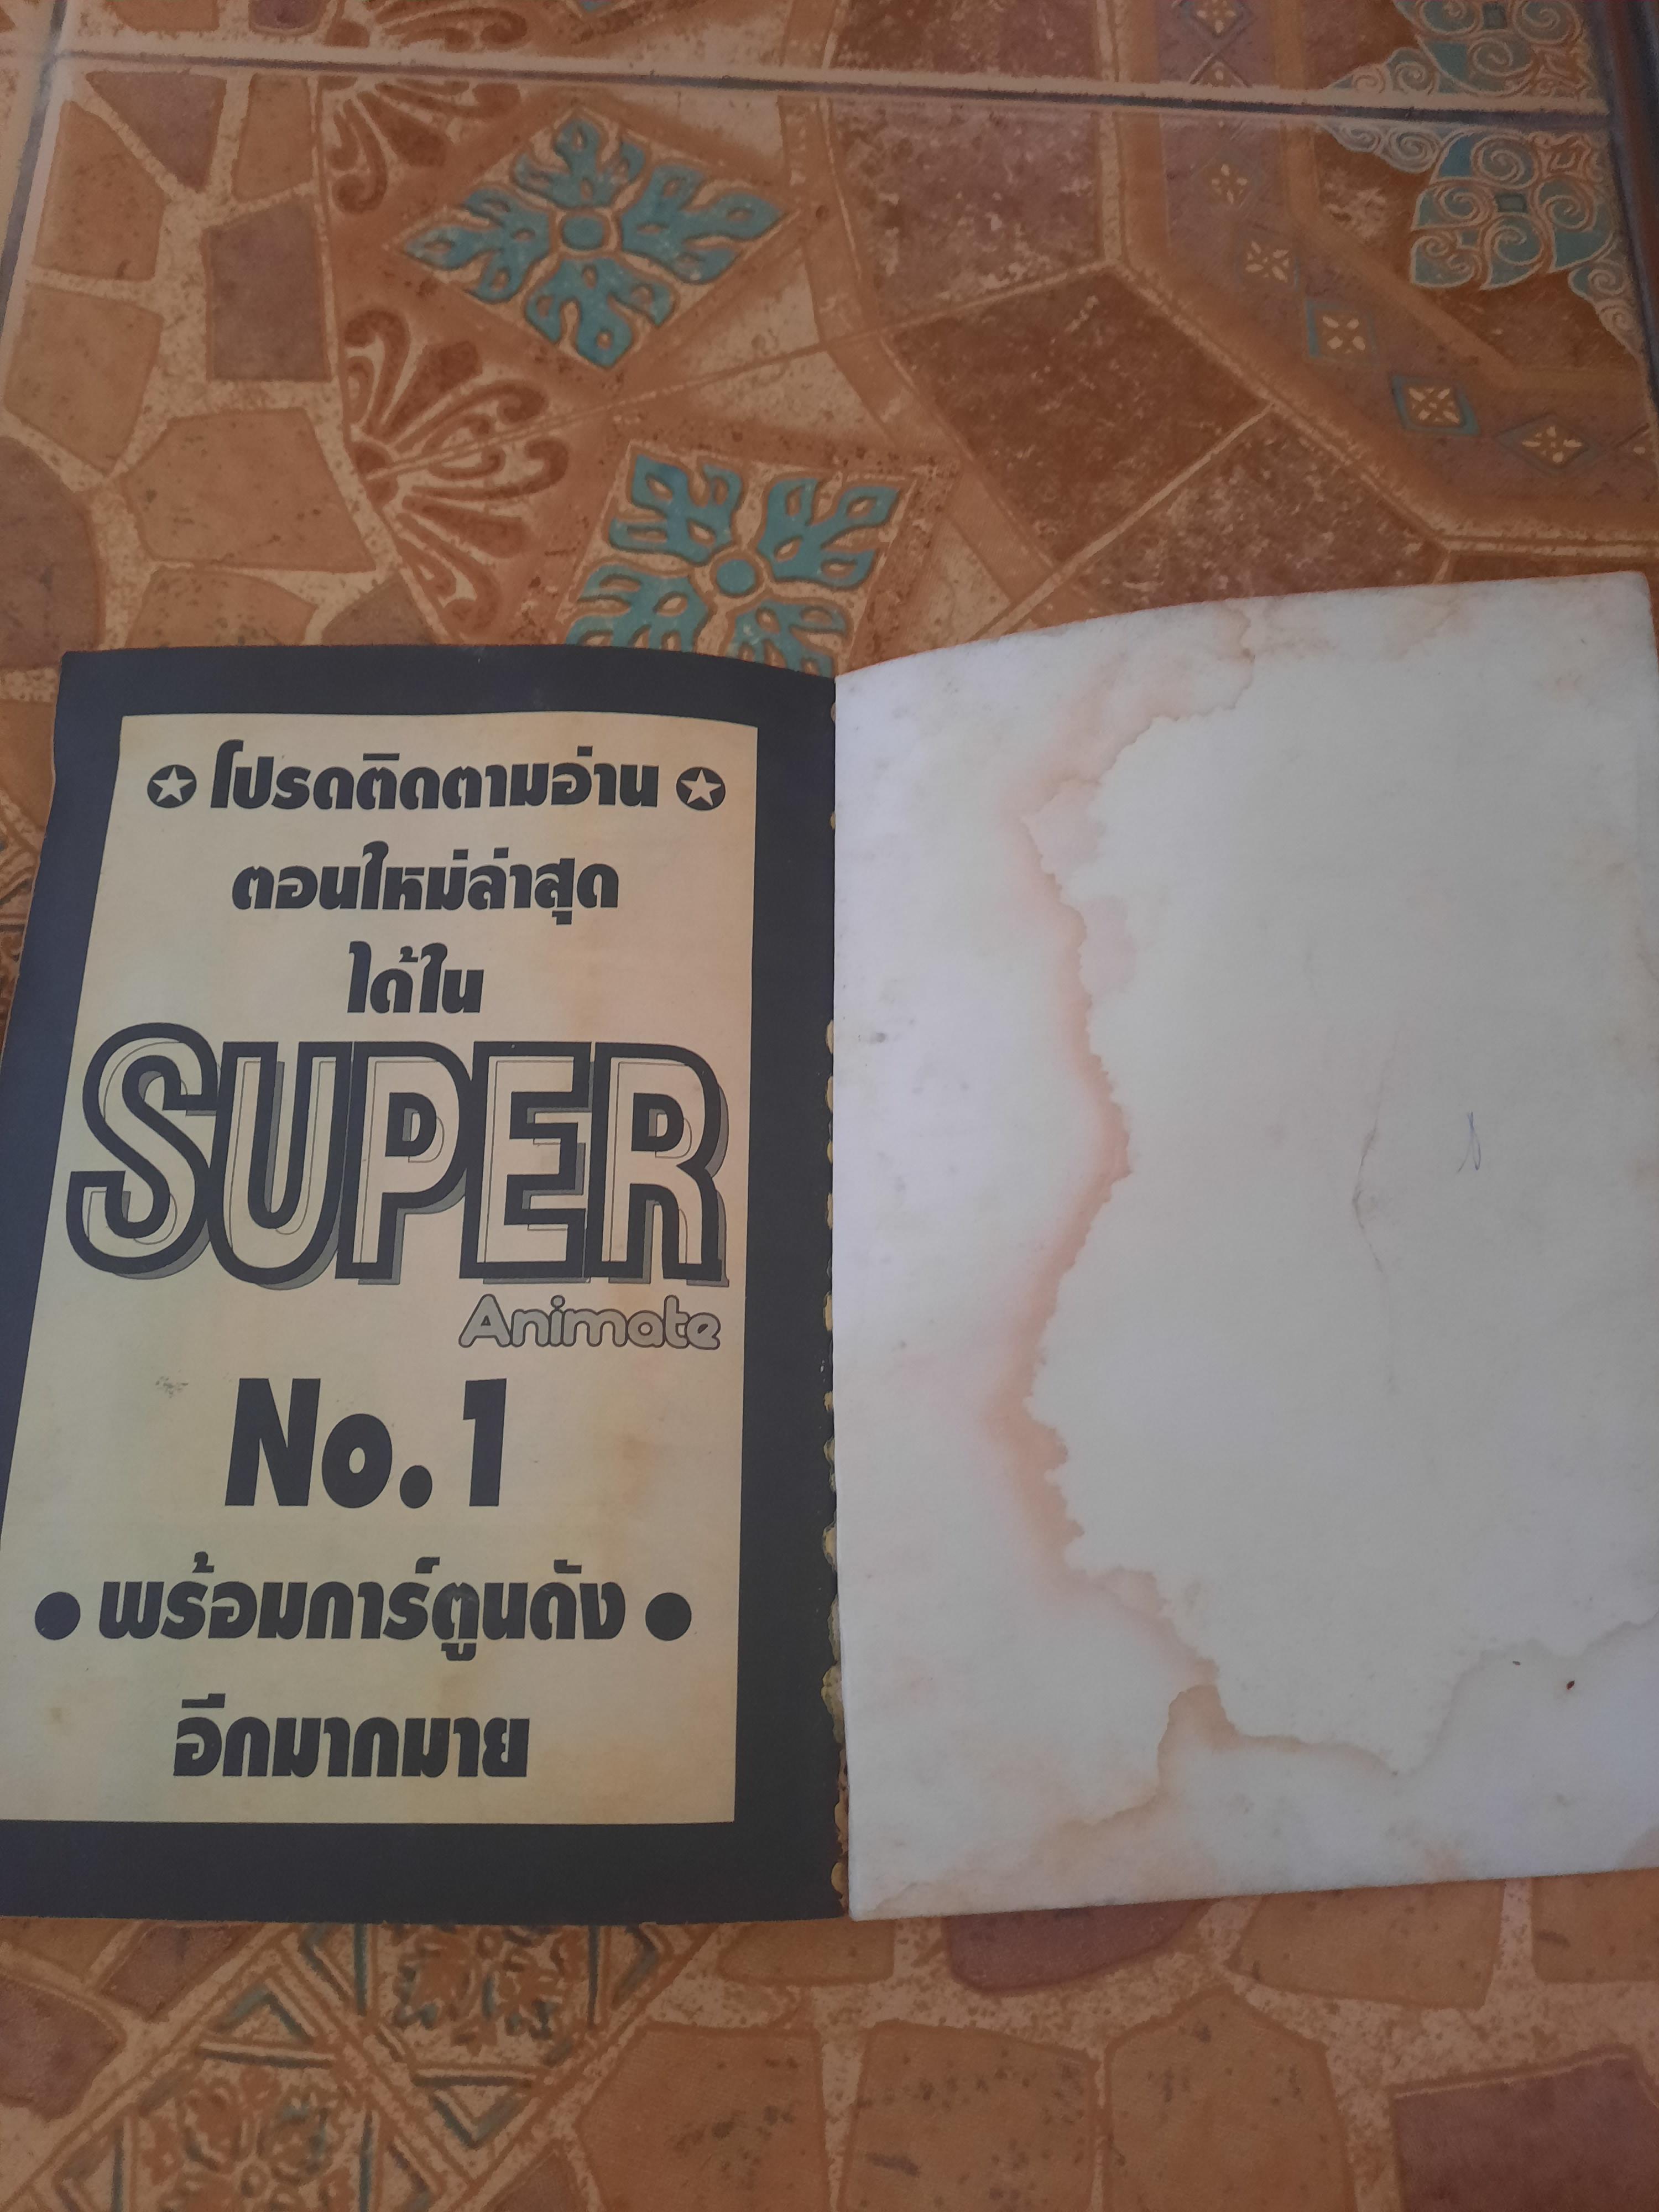 ✪ โปรดติดตามอ่าน ✪
ตอนใหม่ล่าสุด
ได้ใน
SUPER
Animate
No.1
● พร้อมการ์ตูนดัง ●
อีกมากมาย